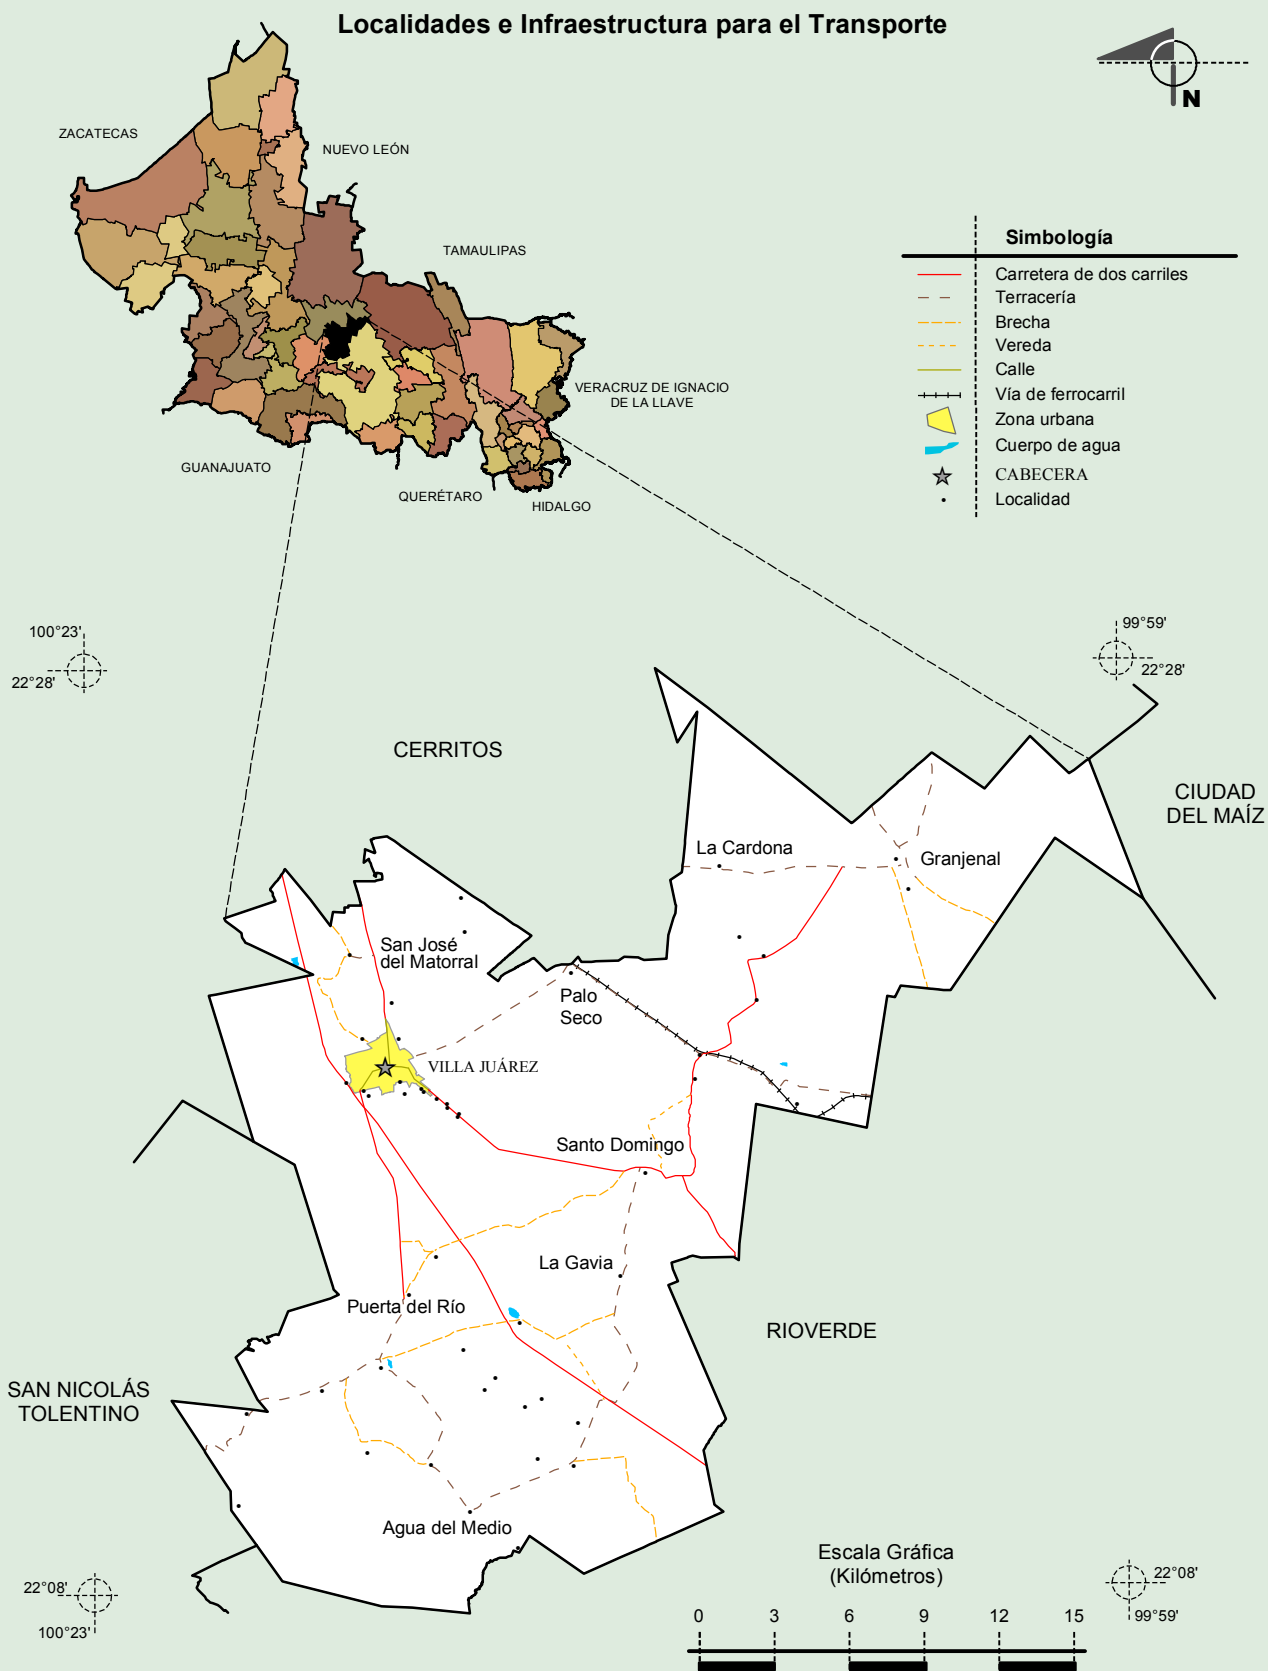 Localidades e Infraestructura para el Transporte
N
ZACATECAS
NUEVO LEÓN
TAMAULIPAS
VERACRUZ DE IGNACIO
DE LA LLAVE
GUANAJUATO
QUERÉTARO
HIDALGO
Simbología
Carretera de dos carriles
Terracería
Brecha
Vereda
Calle
Vía de ferrocarril
Zona urbana
Cuerpo de agua
CABECERA
Localidad
100°23'
22°28'
99°59'
22°28'
CERRITOS
CIUDAD
DEL MAÍZ
La Cardona
Granjenal
San José
del Matorral
Palo
Seco
VILLA JUÁREZ
Santo Domingo
La Gavia
Puerta del Río
RIOVERDE
SAN NICOLÁS
TOLENTINO
Agua del Medio
22°08'
100°23'
Escala Gráfica
(Kilómetros)
0 3 6 9 12 15
22°08'
99°59'